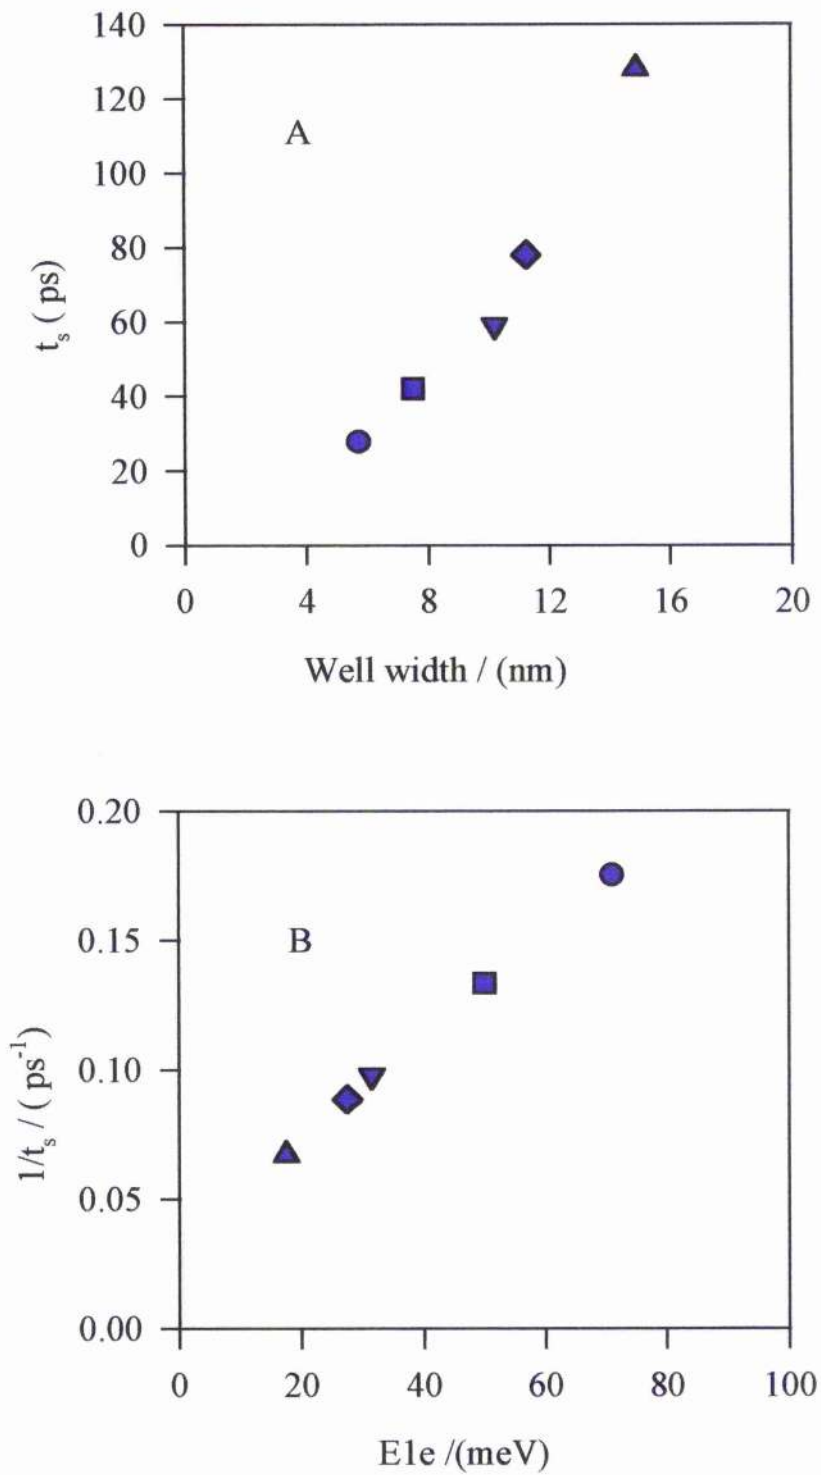 140
120
100
80
60
40
20
0
A
t_s ( ps)
0 4 8 12 16 20
Well width / (nm)
0.20
0.15
0.10
0.05
0.00
B
1/t_s / ( ps^-1)
0 20 40 60 80 100
E1e /(meV)